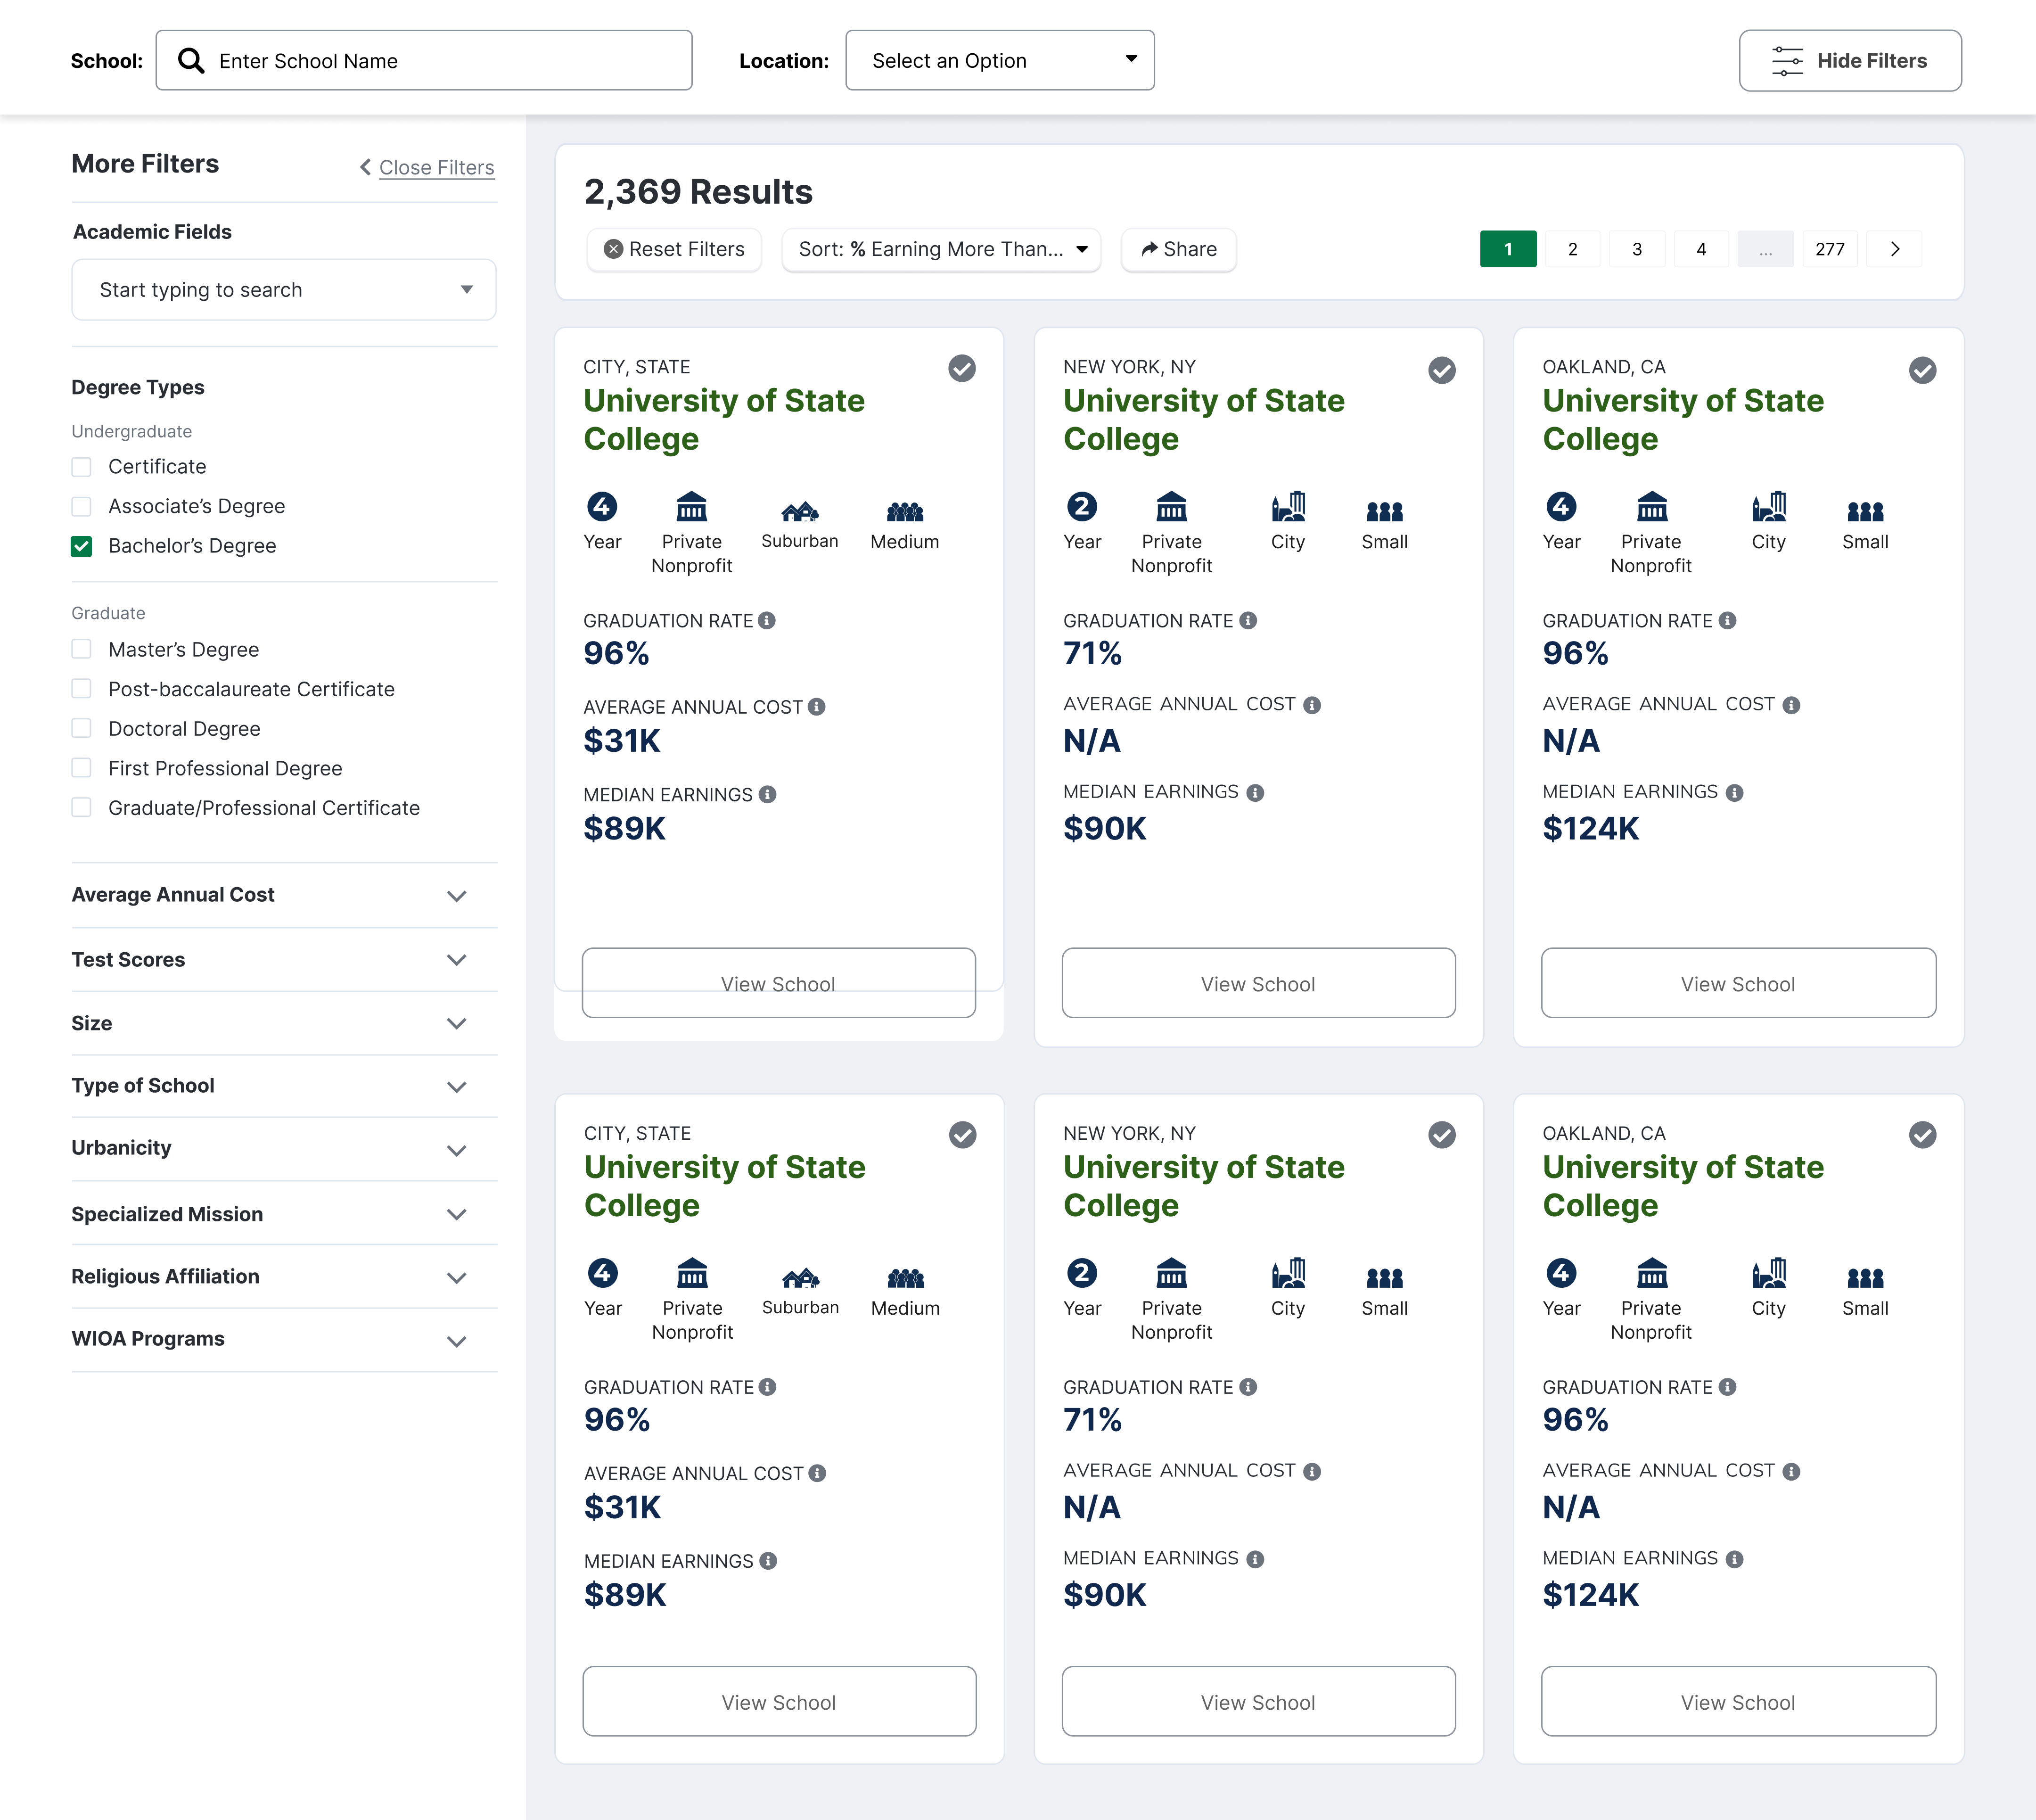 School:
Enter School Name
Location:
Select an Option
Hide Filters
More Filters
Close Filters
Academic Fields
Start typing to search
Degree Types
Undergraduate
Certificate
Associate’s Degree
Bachelor’s Degree
Graduate
Master’s Degree
Post-baccalaureate Certificate
Doctoral Degree
First Professional Degree
Graduate/Professional Certificate
Average Annual Cost
Test Scores
Size
Type of School
Urbanicity
Specialized Mission
Religious Affiliation
WIOA Programs
2,369 Results
Reset Filters
Sort: % Earning More Than...
Share
1
2
3
4
...
277
CITY, STATE
University of State
College
4
Year
Private
Nonprofit
Suburban
Medium
GRADUATION RATE
96%
AVERAGE ANNUAL COST
$31K
MEDIAN EARNINGS
$89K
View School
NEW YORK, NY
University of State
College
2
Year
Private
Nonprofit
City
Small
GRADUATION RATE
71%
AVERAGE ANNUAL COST
N/A
MEDIAN EARNINGS
$90K
View School
OAKLAND, CA
University of State
College
4
Year
Private
Nonprofit
City
Small
GRADUATION RATE
96%
AVERAGE ANNUAL COST
N/A
MEDIAN EARNINGS
$124K
View School
CITY, STATE
University of State
College
4
Year
Private
Nonprofit
Suburban
Medium
GRADUATION RATE
96%
AVERAGE ANNUAL COST
$31K
MEDIAN EARNINGS
$89K
View School
NEW YORK, NY
University of State
College
2
Year
Private
Nonprofit
City
Small
GRADUATION RATE
71%
AVERAGE ANNUAL COST
N/A
MEDIAN EARNINGS
$90K
View School
OAKLAND, CA
University of State
College
4
Year
Private
Nonprofit
City
Small
GRADUATION RATE
96%
AVERAGE ANNUAL COST
N/A
MEDIAN EARNINGS
$124K
View School